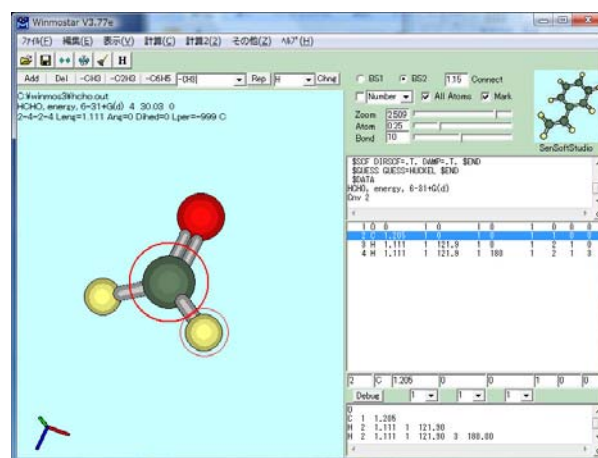 Winmostar V3.77e
ファイル(F) 編集(E) 表示(V) 計算(C) 計算2(Z) その他(Z) ヘルプ(H)
H
Add Del -CH3 -C2H3 -C6H5 -CH3 Rep H Chng
BS1 BS2 1.15 Connect
Number All Atoms Mark
Zoom 2.509
Atom 0.25
Bond 10
SenSoftStudio
C:\winmos3\hcho.out
HCHO, energy, 6-31+G(d) 4 30.03 0
2-4-2-4 Leng=1.111 Ang=0 Dihed=0 Lper=-999 C
$SCF DIRSCF=.T. DAMP=.T. $END
$GUESS GUESS=HUCKEL $END
$DATA
HCHO, energy, 6-31+G(d)
Cnv 2
1 O 0 1 0 1 0 1 0 0 0
2 C 1.205 1 0 1 0 1 1 0 0
3 H 1.111 1 121.9 1 0 1 2 1 0
4 H 1.111 1 121.9 1 180 1 2 1 3
2 C 1.205 0 0 1 0 0
Debug 1 1 1
O
C 1 1.205
H 2 1.111 1 121.90
H 2 1.111 1 121.90 3 180.00